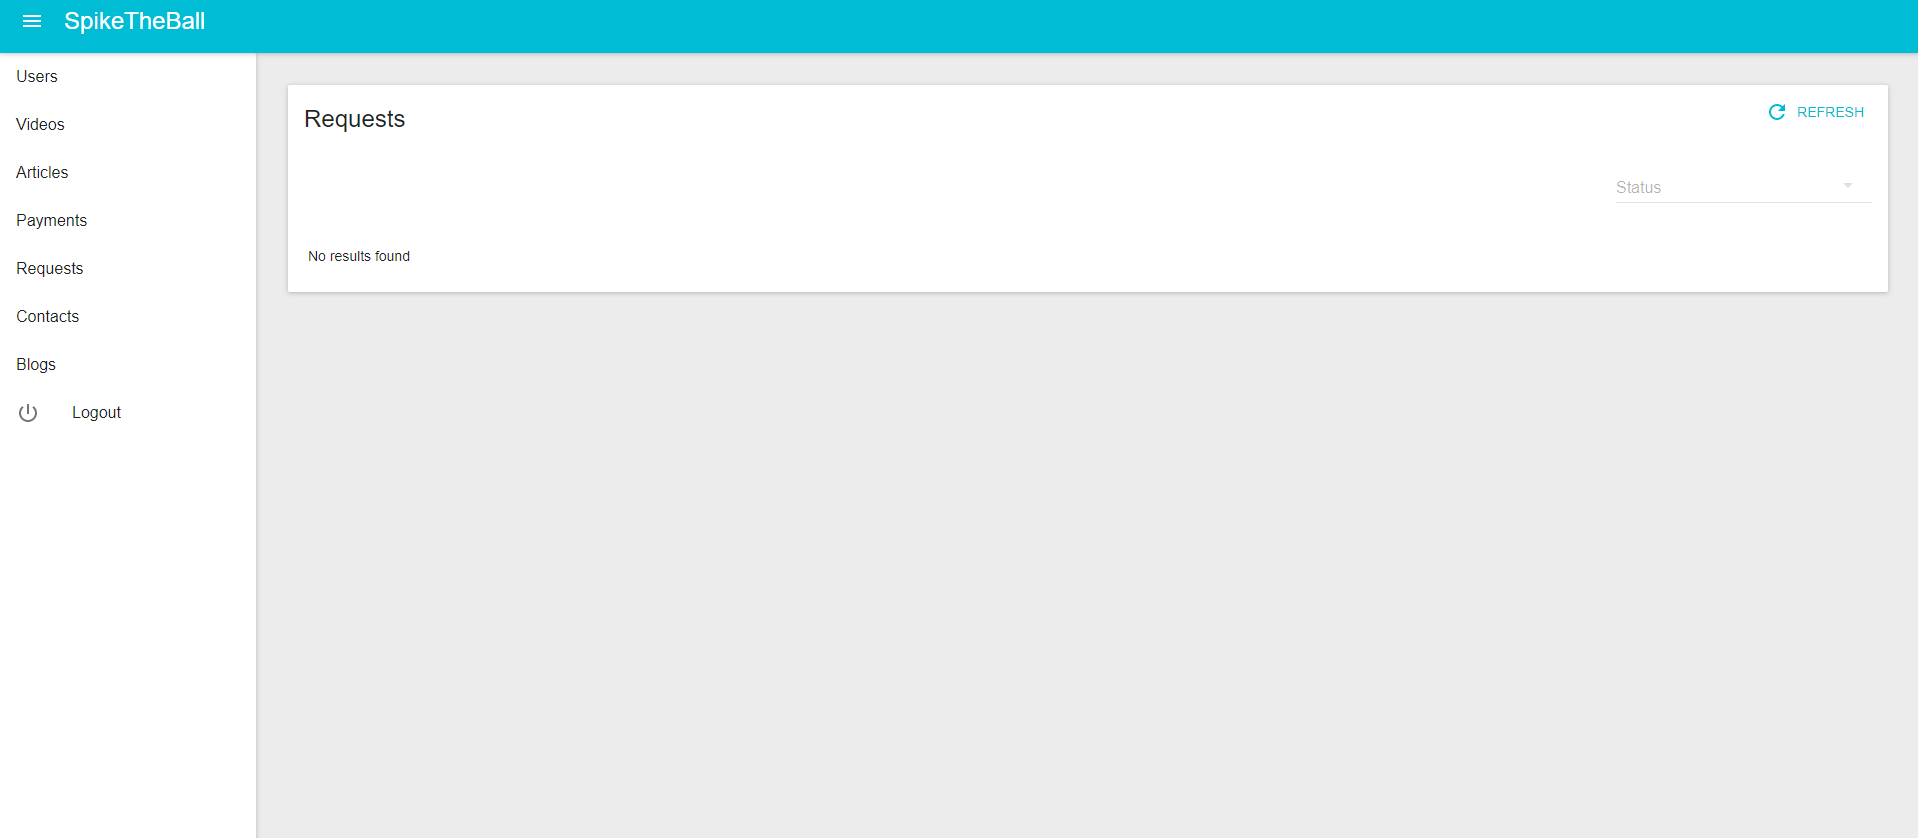 SpikeTheBall
Users
Videos
Articles
Payments
Requests
Contacts
Blogs
Logout
Requests
REFRESH
Status
No results found